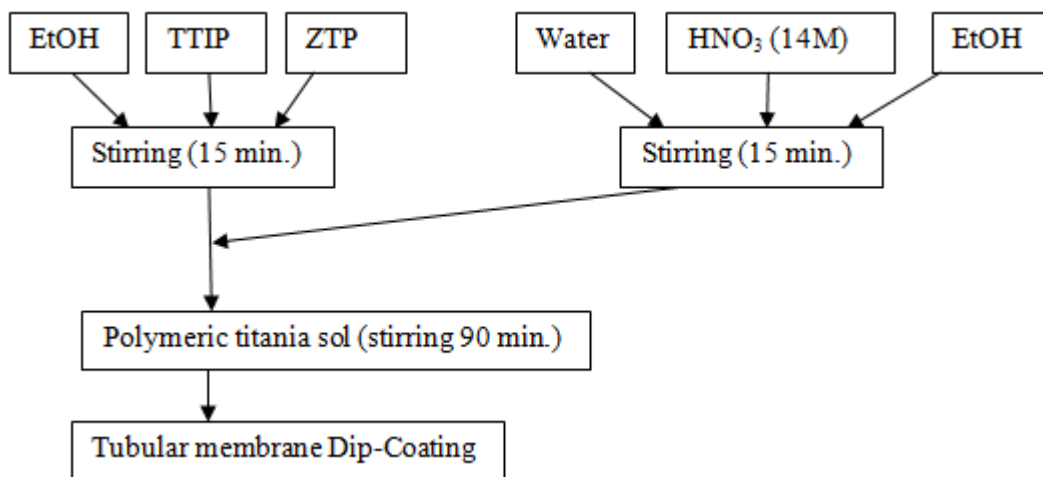 EtOH
TTIP
ZTP
Water
HNO₃ (14M)
EtOH
Stirring (15 min.)
Stirring (15 min.)
Polymeric titania sol (stirring 90 min.)
Tubular membrane Dip-Coating